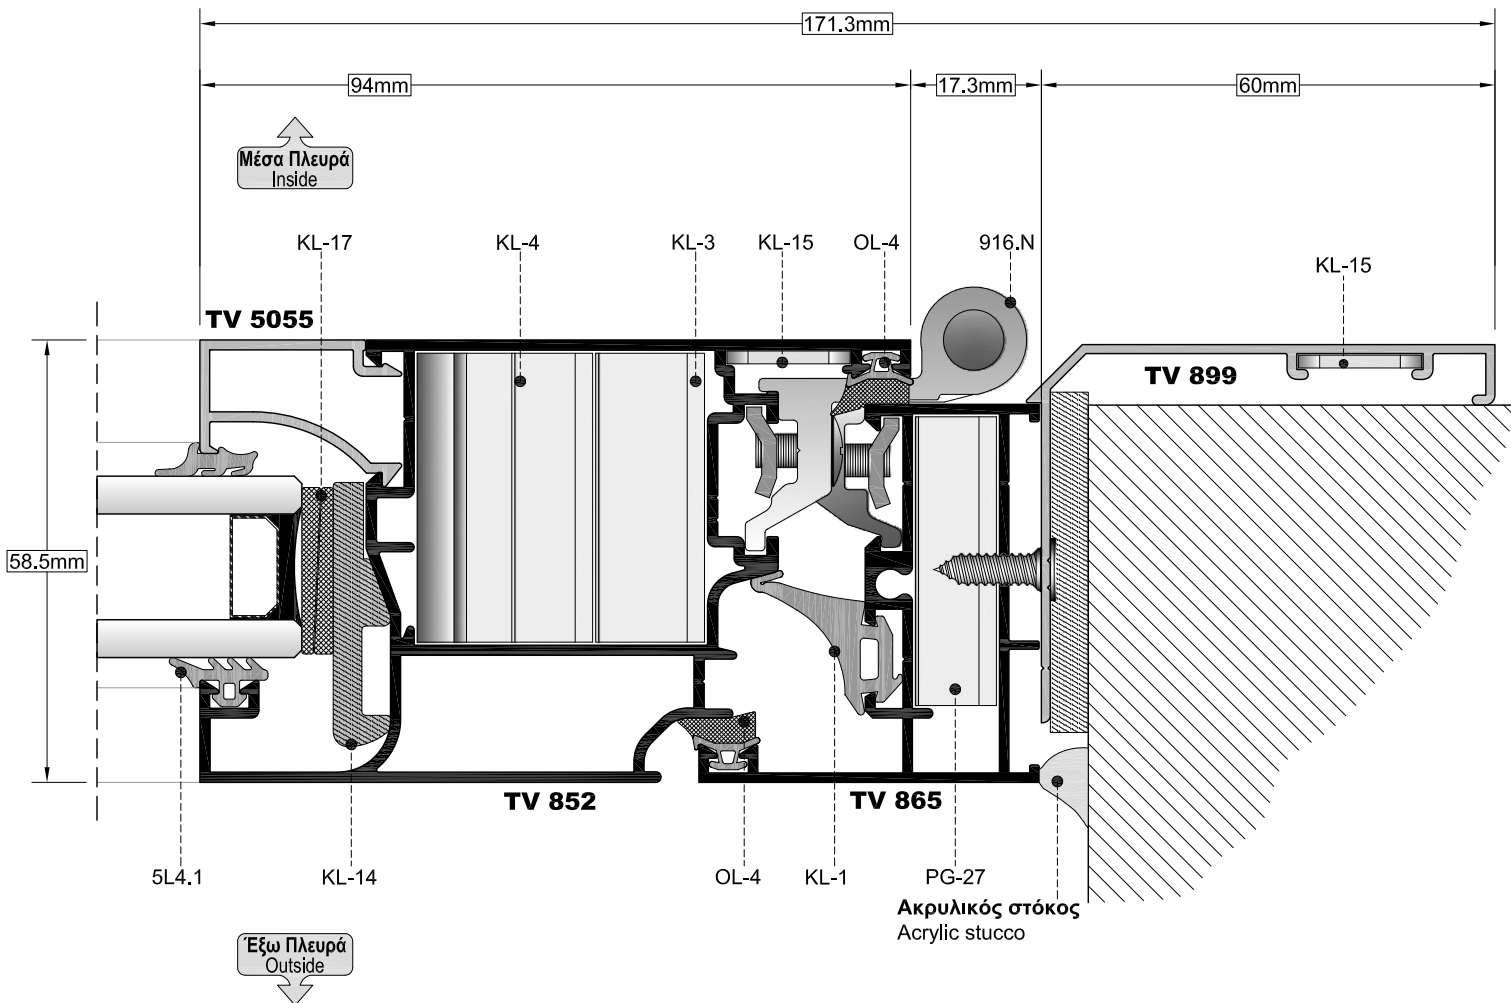 171.3mm
94mm
17.3mm
60mm
Μέσα Πλευρά
Inside
KL-17
KL-4
KL-3
KL-15
OL-4
916.N
KL-15
TV 5055
TV 899
58.5mm
TV 852
TV 865
5L4.1
KL-14
OL-4
KL-1
PG-27
Ακρυλικός στόκος
Acrylic stucco
Έξω Πλευρά
Outside